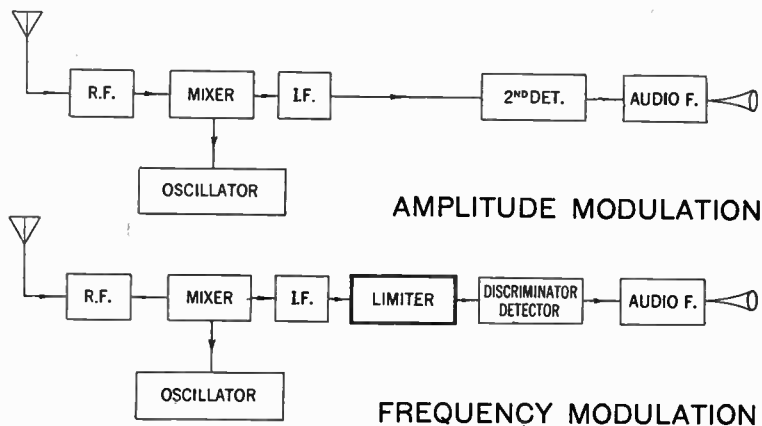 R.F.
MIXER
I.F.
2ND DET.
AUDIO F.
OSCILLATOR
AMPLITUDE MODULATION
R.F.
MIXER
I.F.
LIMITER
DISCRIMINATOR
DETECTOR
AUDIO F.
OSCILLATOR
FREQUENCY MODULATION